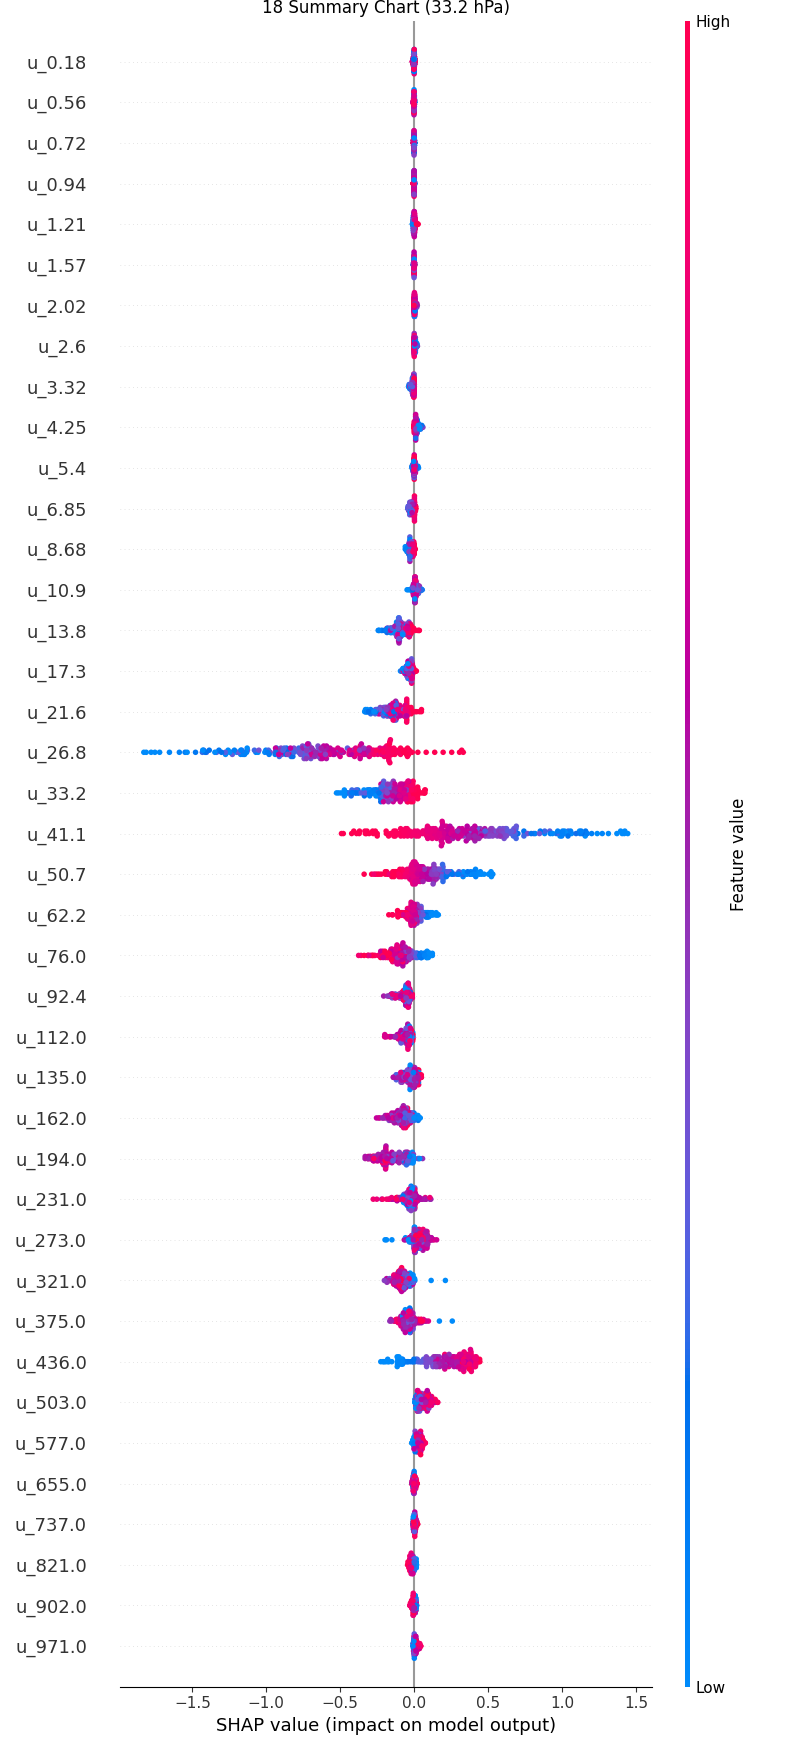 18 Summary Chart (33.2 hPa)
High
u_0.18
u_0.56
u_0.72
u_0.94
u_1.21
u_1.57
u_2.02
u_2.6
u_3.32
u_4.25
u_5.4
u_6.85
u_8.68
u_10.9
u_13.8
u_17.3
u_21.6
u_26.8
u_33.2
u_41.1
u_50.7
u_62.2
u_76.0
u_92.4
u_112.0
u_135.0
u_162.0
u_194.0
u_231.0
u_273.0
u_321.0
u_375.0
u_436.0
u_503.0
u_577.0
u_655.0
u_737.0
u_821.0
u_902.0
u_971.0
Feature value
Low
−1.5 −1.0 −0.5 0.0 0.5 1.0 1.5
SHAP value (impact on model output)